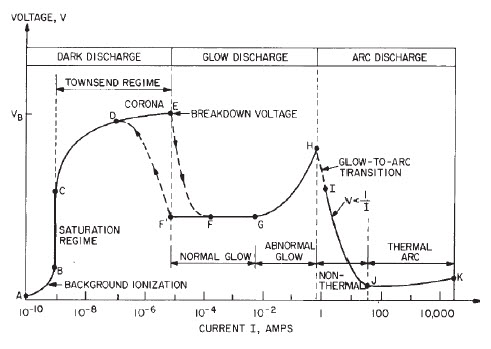 VOLTAGE, V
DARK DISCHARGE
GLOW DISCHARGE
ARC DISCHARGE
TOWNSEND REGIME
CORONA
E
D
BREAKDOWN VOLTAGE
VB
H
GLOW-TO-ARC
TRANSITION
C
I
V∝1/I
F'
F
G
SATURATION
REGIME
NORMAL GLOW
ABNORMAL
GLOW
NON-
THERMAL
THERMAL
ARC
B
BACKGROUND IONIZATION
A
J
K
10-10
10-8
10-6
10-4
10-2
1
100
10,000
CURRENT I, AMPS